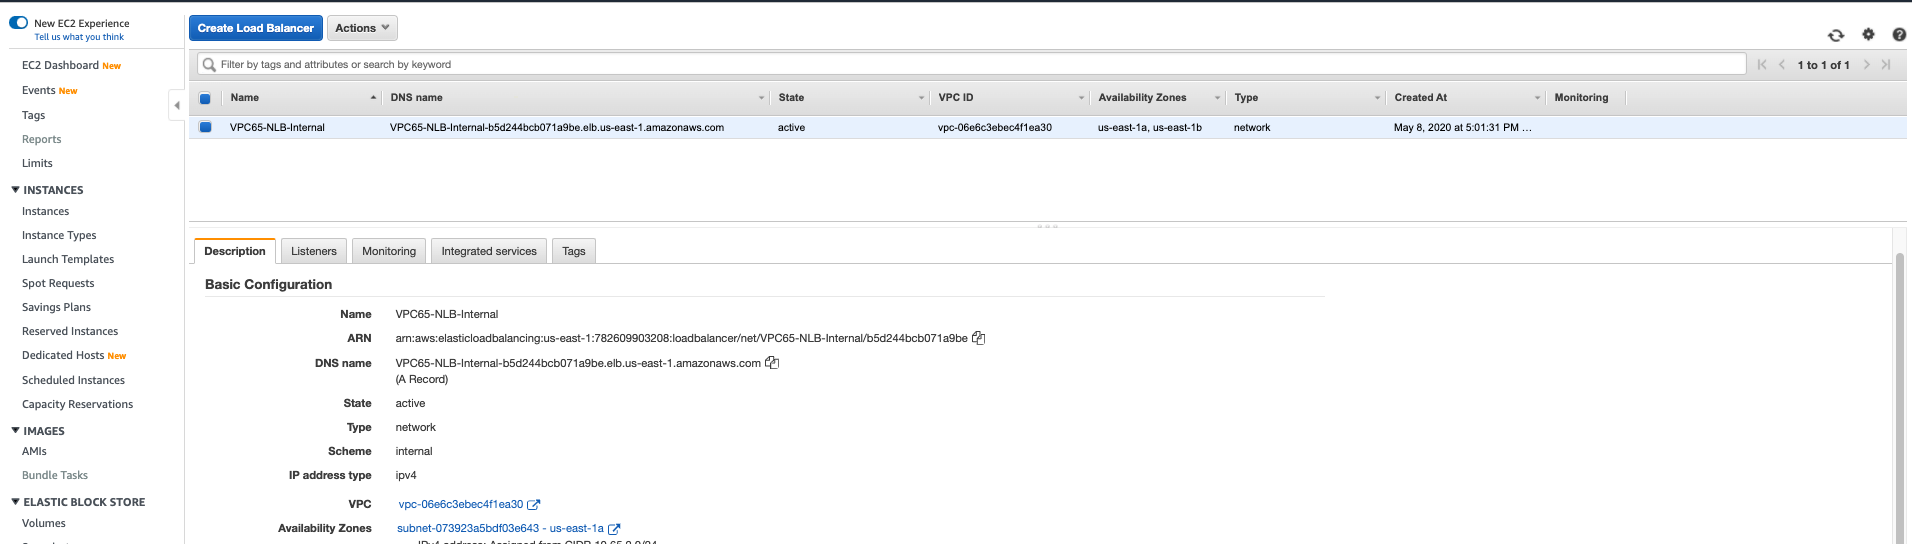 New EC2 Experience
Tell us what you think
EC2 Dashboard New
Events New
Tags
Reports
Limits
INSTANCES
Instances
Instance Types
Launch Templates
Spot Requests
Savings Plans
Reserved Instances
Dedicated Hosts New
Scheduled Instances
Capacity Reservations
IMAGES
AMIs
Bundle Tasks
ELASTIC BLOCK STORE
Volumes
Create Load Balancer Actions
Filter by tags and attributes or search by keyword
1 to 1 of 1
Name DNS name State VPC ID Availability Zones Type Created At Monitoring
VPC65-NLB-Internal VPC65-NLB-Internal-b5d244bcb071a9be.elb.us-east-1.amazonaws.com active vpc-06e6c3ebec4f1ea30 us-east-1a, us-east-1b network May 8, 2020 at 5:01:31 PM ...
Description Listeners Monitoring Integrated services Tags
Basic Configuration
Name VPC65-NLB-Internal
ARN arn:aws:elasticloadbalancing:us-east-1:782609903208:loadbalancer/net/VPC65-NLB-Internal/b5d244bcb071a9be
DNS name VPC65-NLB-Internal-b5d244bcb071a9be.elb.us-east-1.amazonaws.com
(A Record)
State active
Type network
Scheme internal
IP address type ipv4
VPC vpc-06e6c3ebec4f1ea30
Availability Zones subnet-073923a5bdf03e643 - us-east-1a